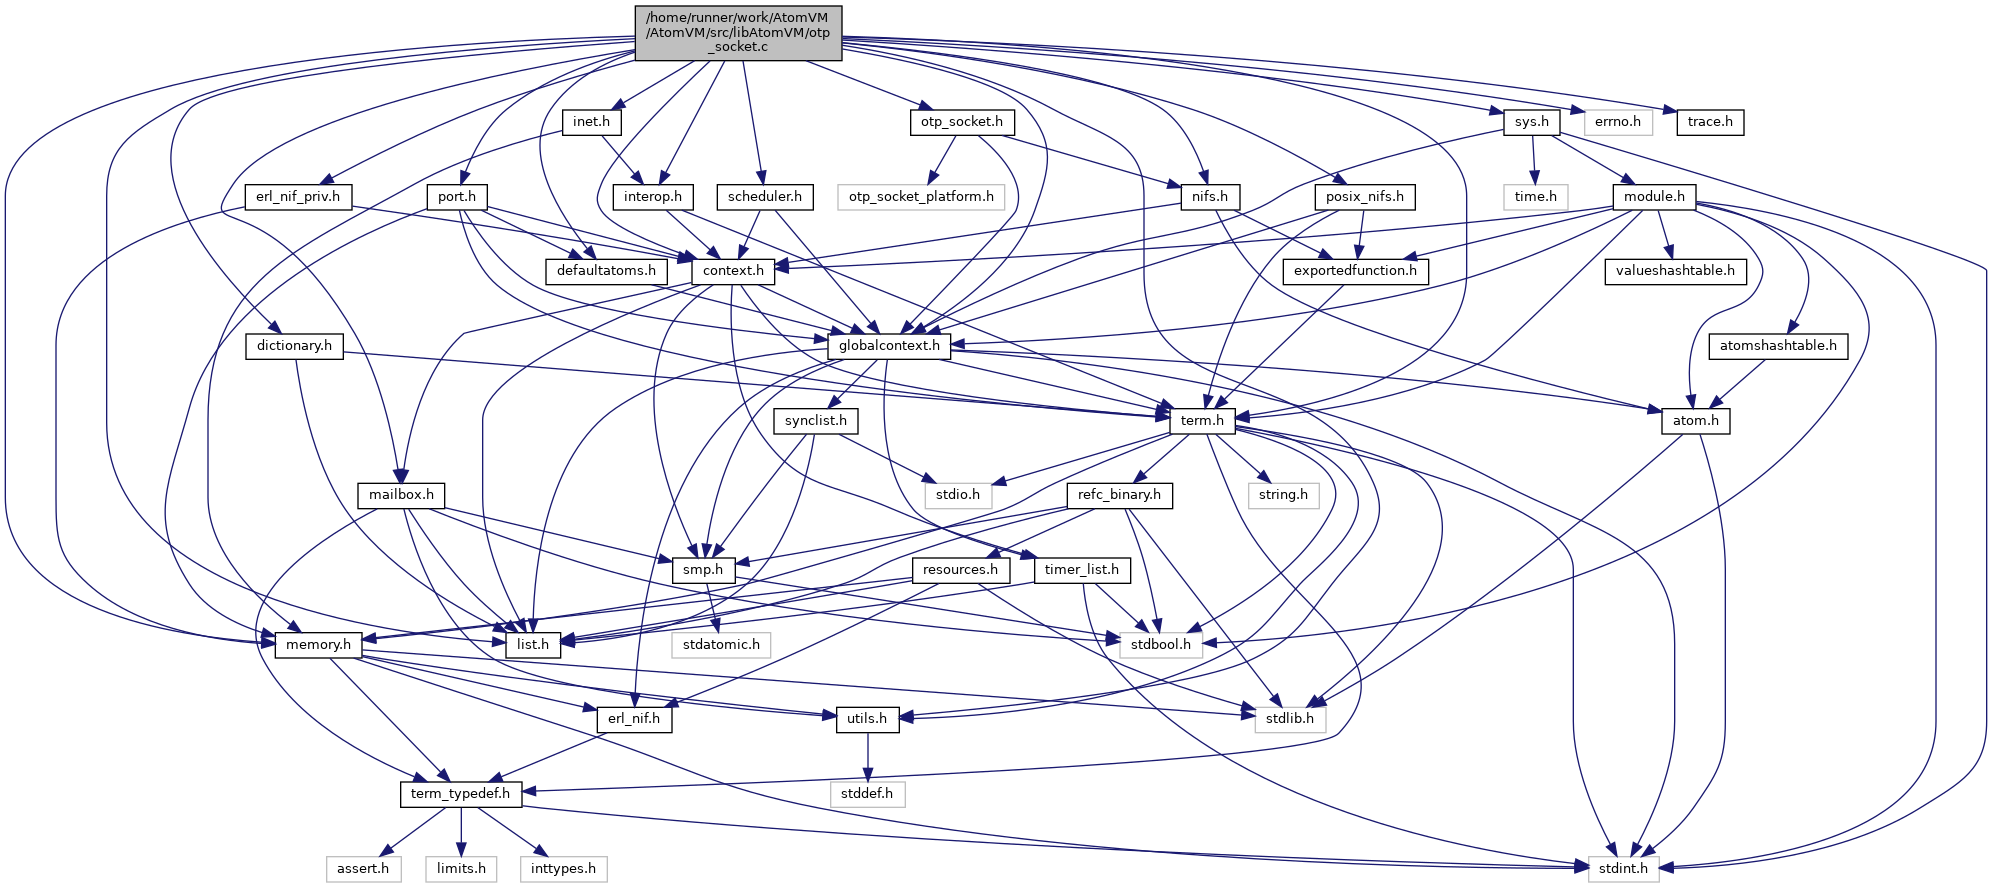 /home/runner/work/AtomVM
/AtomVM/src/libAtomVM/otp
_socket.c
inet.h
otp_socket.h
sys.h
errno.h
trace.h
erl_nif_priv.h
port.h
interop.h
scheduler.h
otp_socket_platform.h
nifs.h
posix_nifs.h
time.h
module.h
defaultatoms.h
context.h
exportedfunction.h
valueshashtable.h
dictionary.h
globalcontext.h
atomshashtable.h
synclist.h
term.h
atom.h
mailbox.h
stdio.h
refc_binary.h
string.h
smp.h
resources.h
timer_list.h
memory.h
list.h
stdatomic.h
stdbool.h
erl_nif.h
utils.h
stdlib.h
term_typedef.h
stddef.h
assert.h
limits.h
inttypes.h
stdint.h